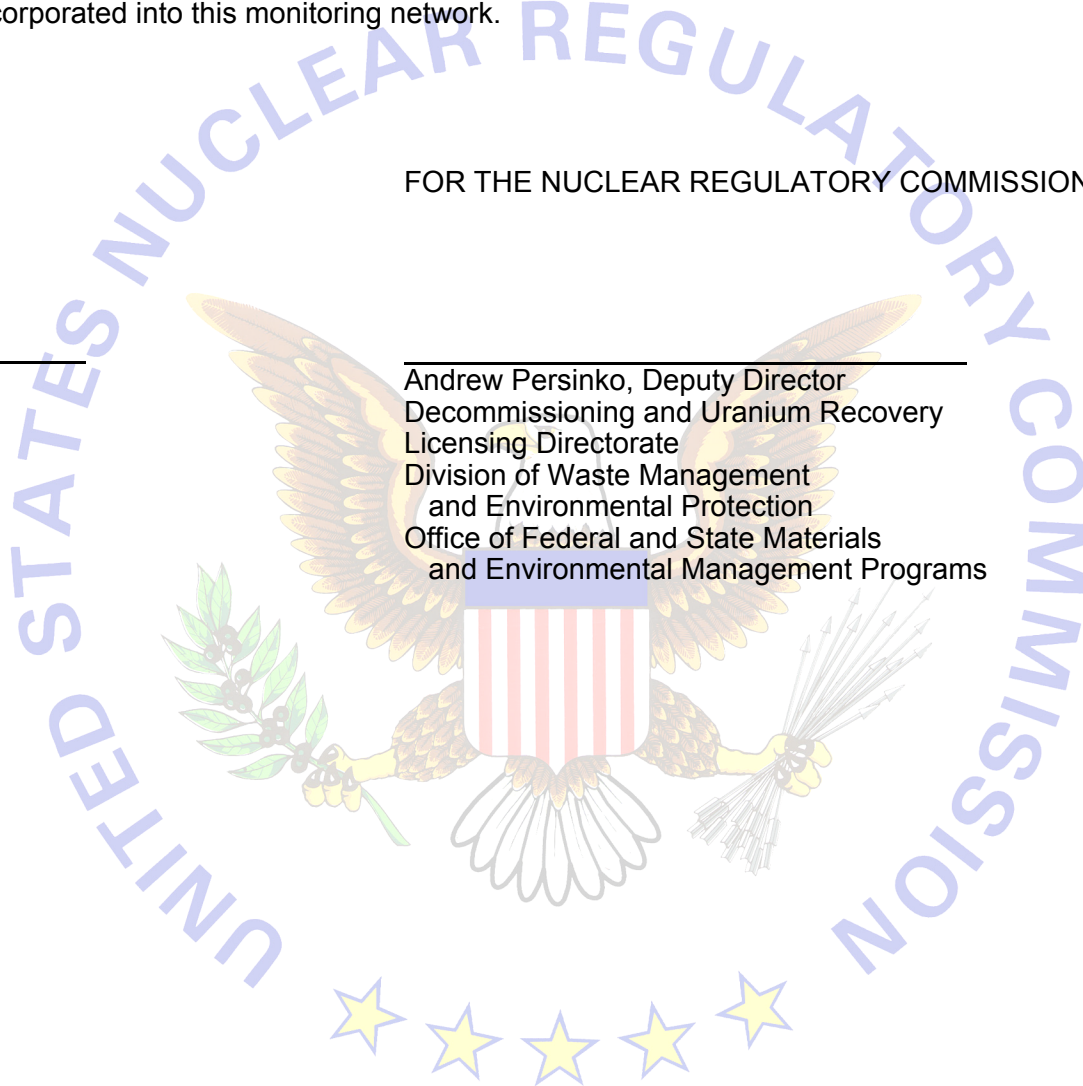 corporated into this monitoring network.
FOR THE NUCLEAR REGULATORY COMMISSION
Andrew Persinko, Deputy Director
Decommissioning and Uranium Recovery
Licensing Directorate
Division of Waste Management
and Environmental Protection
Office of Federal and State Materials
and Environmental Management Programs
UNITED STATES NUCLEAR REGULATORY COMMISSION